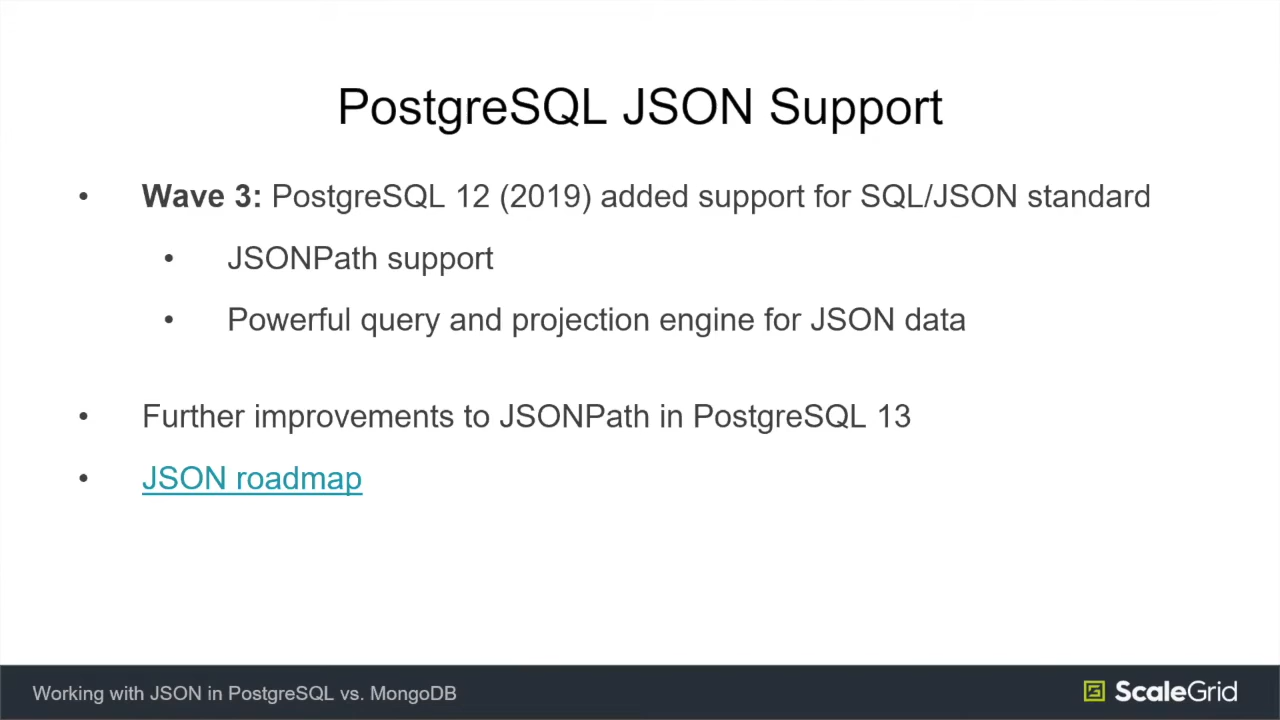 PostgreSQL JSON Support
• Wave 3: PostgreSQL 12 (2019) added support for SQL/JSON standard
• JSONPath support
• Powerful query and projection engine for JSON data
• Further improvements to JSONPath in PostgreSQL 13
• JSON roadmap
Working with JSON in PostgreSQL vs. MongoDB
ScaleGrid